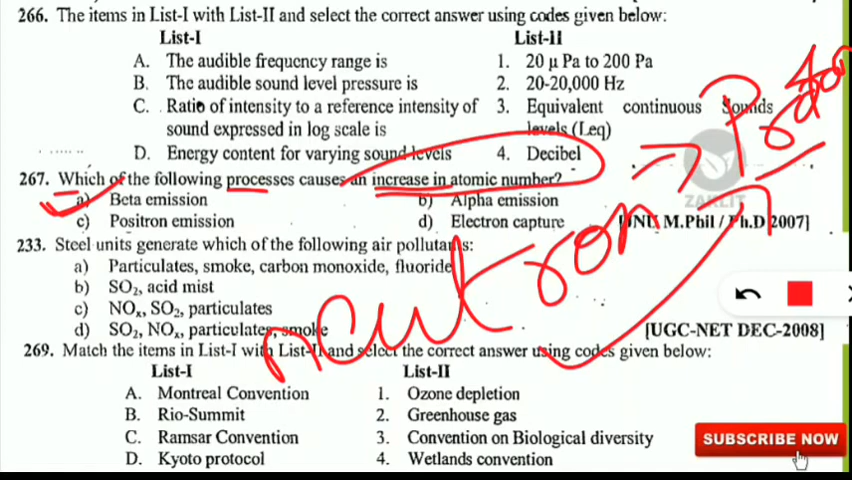 266. The items in List-I with List-II and select the correct answer using codes given below:
List-I List-II
A. The audible frequency range is 1. 20 µ Pa to 200 Pa
B. The audible sound level pressure is 2. 20-20,000 Hz
C. Ratio of intensity to a reference intensity of 3. Equivalent continuous Sounds
sound expressed in log scale is levels (Leq)
D. Energy content for varying sound levels 4. Decibel
267. Which of the following processes causes an increase in atomic number?
a) Beta emission b) Alpha emission
c) Positron emission d) Electron capture [JNU M.Phil / Ph.D 2007]
ZAKLIT
neutron
233. Steel units generate which of the following air pollutants:
a) Particulates, smoke, carbon monoxide, fluoride
b) SO₂, acid mist
c) NOₓ, SO₂, particulates
d) SO₂, NOₓ, particulates, smoke [UGC-NET DEC-2008]
269. Match the items in List-I with List-II and select the correct answer using codes given below:
List-I List-II
A. Montreal Convention 1. Ozone depletion
B. Rio-Summit 2. Greenhouse gas
C. Ramsar Convention 3. Convention on Biological diversity
D. Kyoto protocol 4. Wetlands convention
SUBSCRIBE NOW